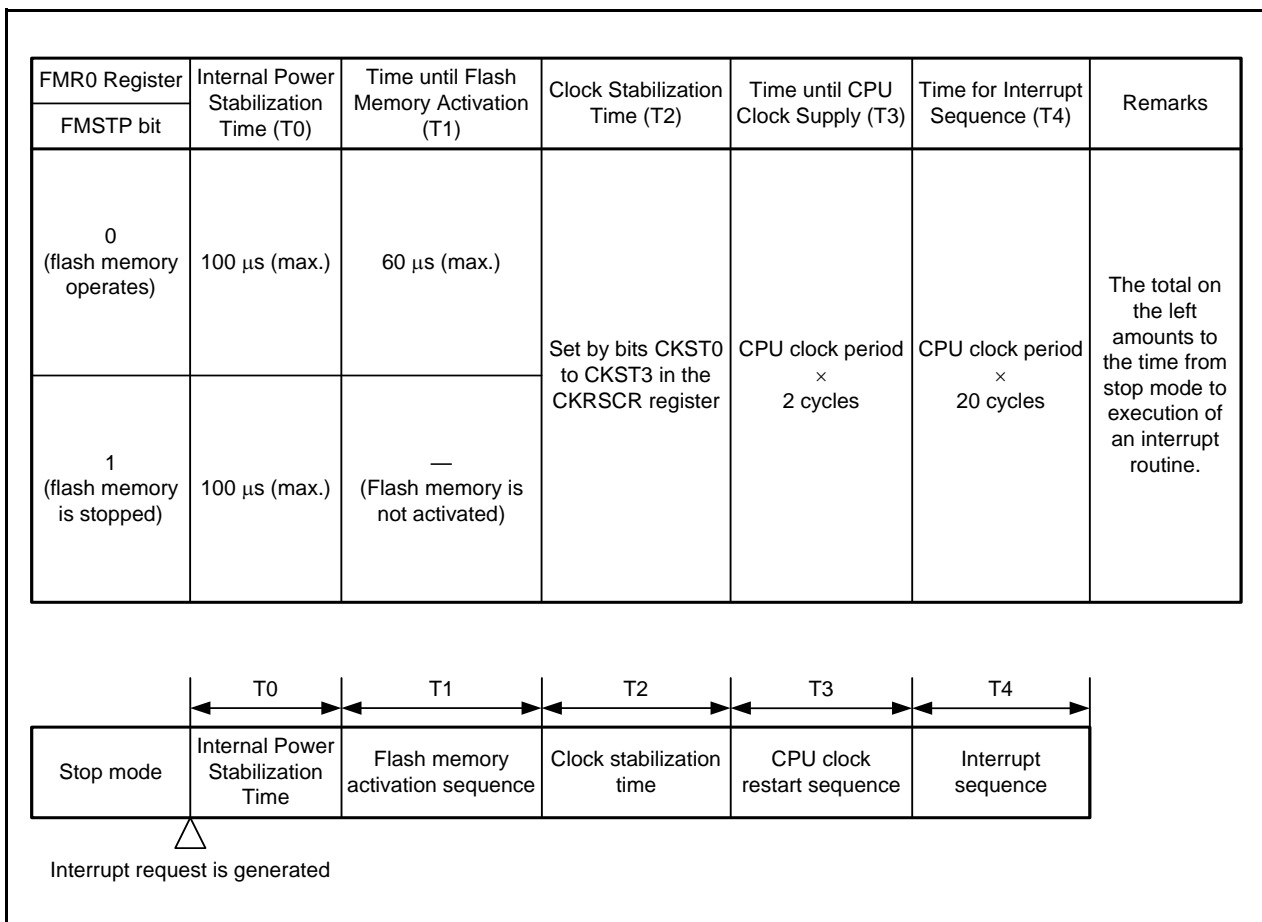 FMR0 Register
FMSTP bit
Internal Power
Stabilization
Time (T0)
Time until Flash
Memory Activation
(T1)
Clock Stabilization
Time (T2)
Time until CPU
Clock Supply (T3)
Time for Interrupt
Sequence (T4)
Remarks
0
(flash memory
operates)
100 μs (max.)
60 μs (max.)
Set by bits CKST0
to CKST3 in the
CKRSCR register
CPU clock period
×
2 cycles
CPU clock period
×
20 cycles
The total on
the left
amounts to
the time from
stop mode to
execution of
an interrupt
routine.
1
(flash memory
is stopped)
100 μs (max.)
—
(Flash memory is
not activated)
T0
T1
T2
T3
T4
Stop mode
Internal Power
Stabilization
Time
Flash memory
activation sequence
Clock stabilization
time
CPU clock
restart sequence
Interrupt
sequence
Interrupt request is generated